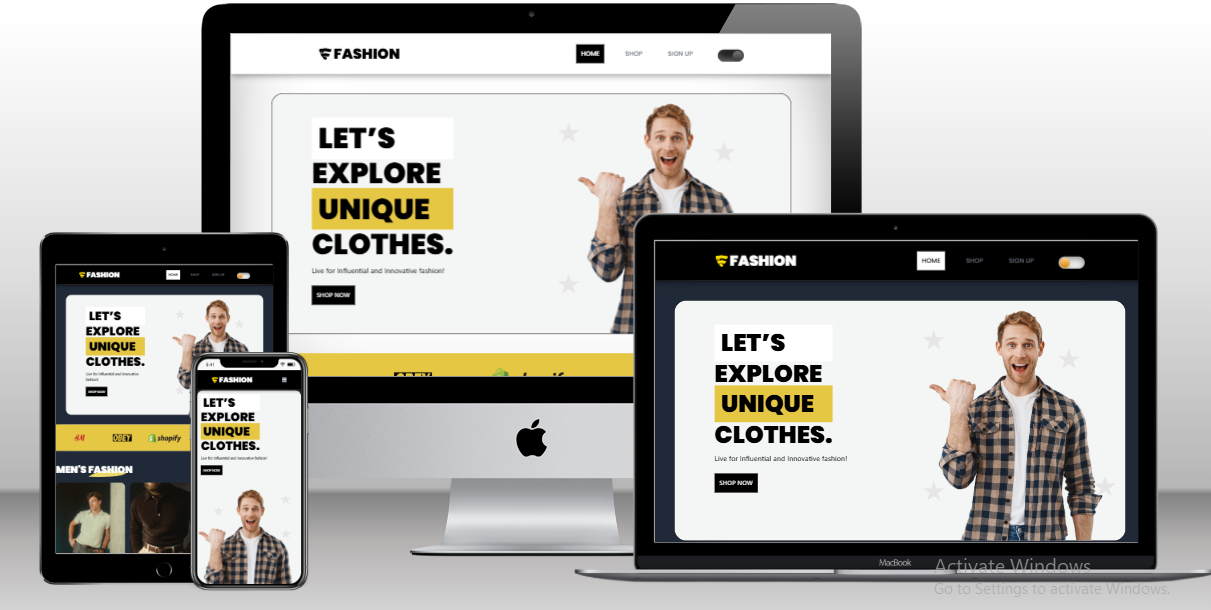 FASHION
HOME SHOP SIGN UP
LET’S
EXPLORE
UNIQUE
CLOTHES.
Live for Influential and Innovative fashion!
SHOP NOW
OBEY shopify
FASHION
HOME SHOP SIGN UP
LET’S
EXPLORE
UNIQUE
CLOTHES.
Live for Influential and Innovative
fashion!
SHOP NOW
H&M OBEY shopify
MEN'S FASHION
9:41
FASHION
LET’S
EXPLORE
UNIQUE
CLOTHES.
Live for Influential and Innovative fashion!
SHOP NOW
FASHION
HOME SHOP SIGN UP
LET’S
EXPLORE
UNIQUE
CLOTHES.
Live for Influential and Innovative fashion!
SHOP NOW
MacBook
Activate Windows
Go to Settings to activate Windows.